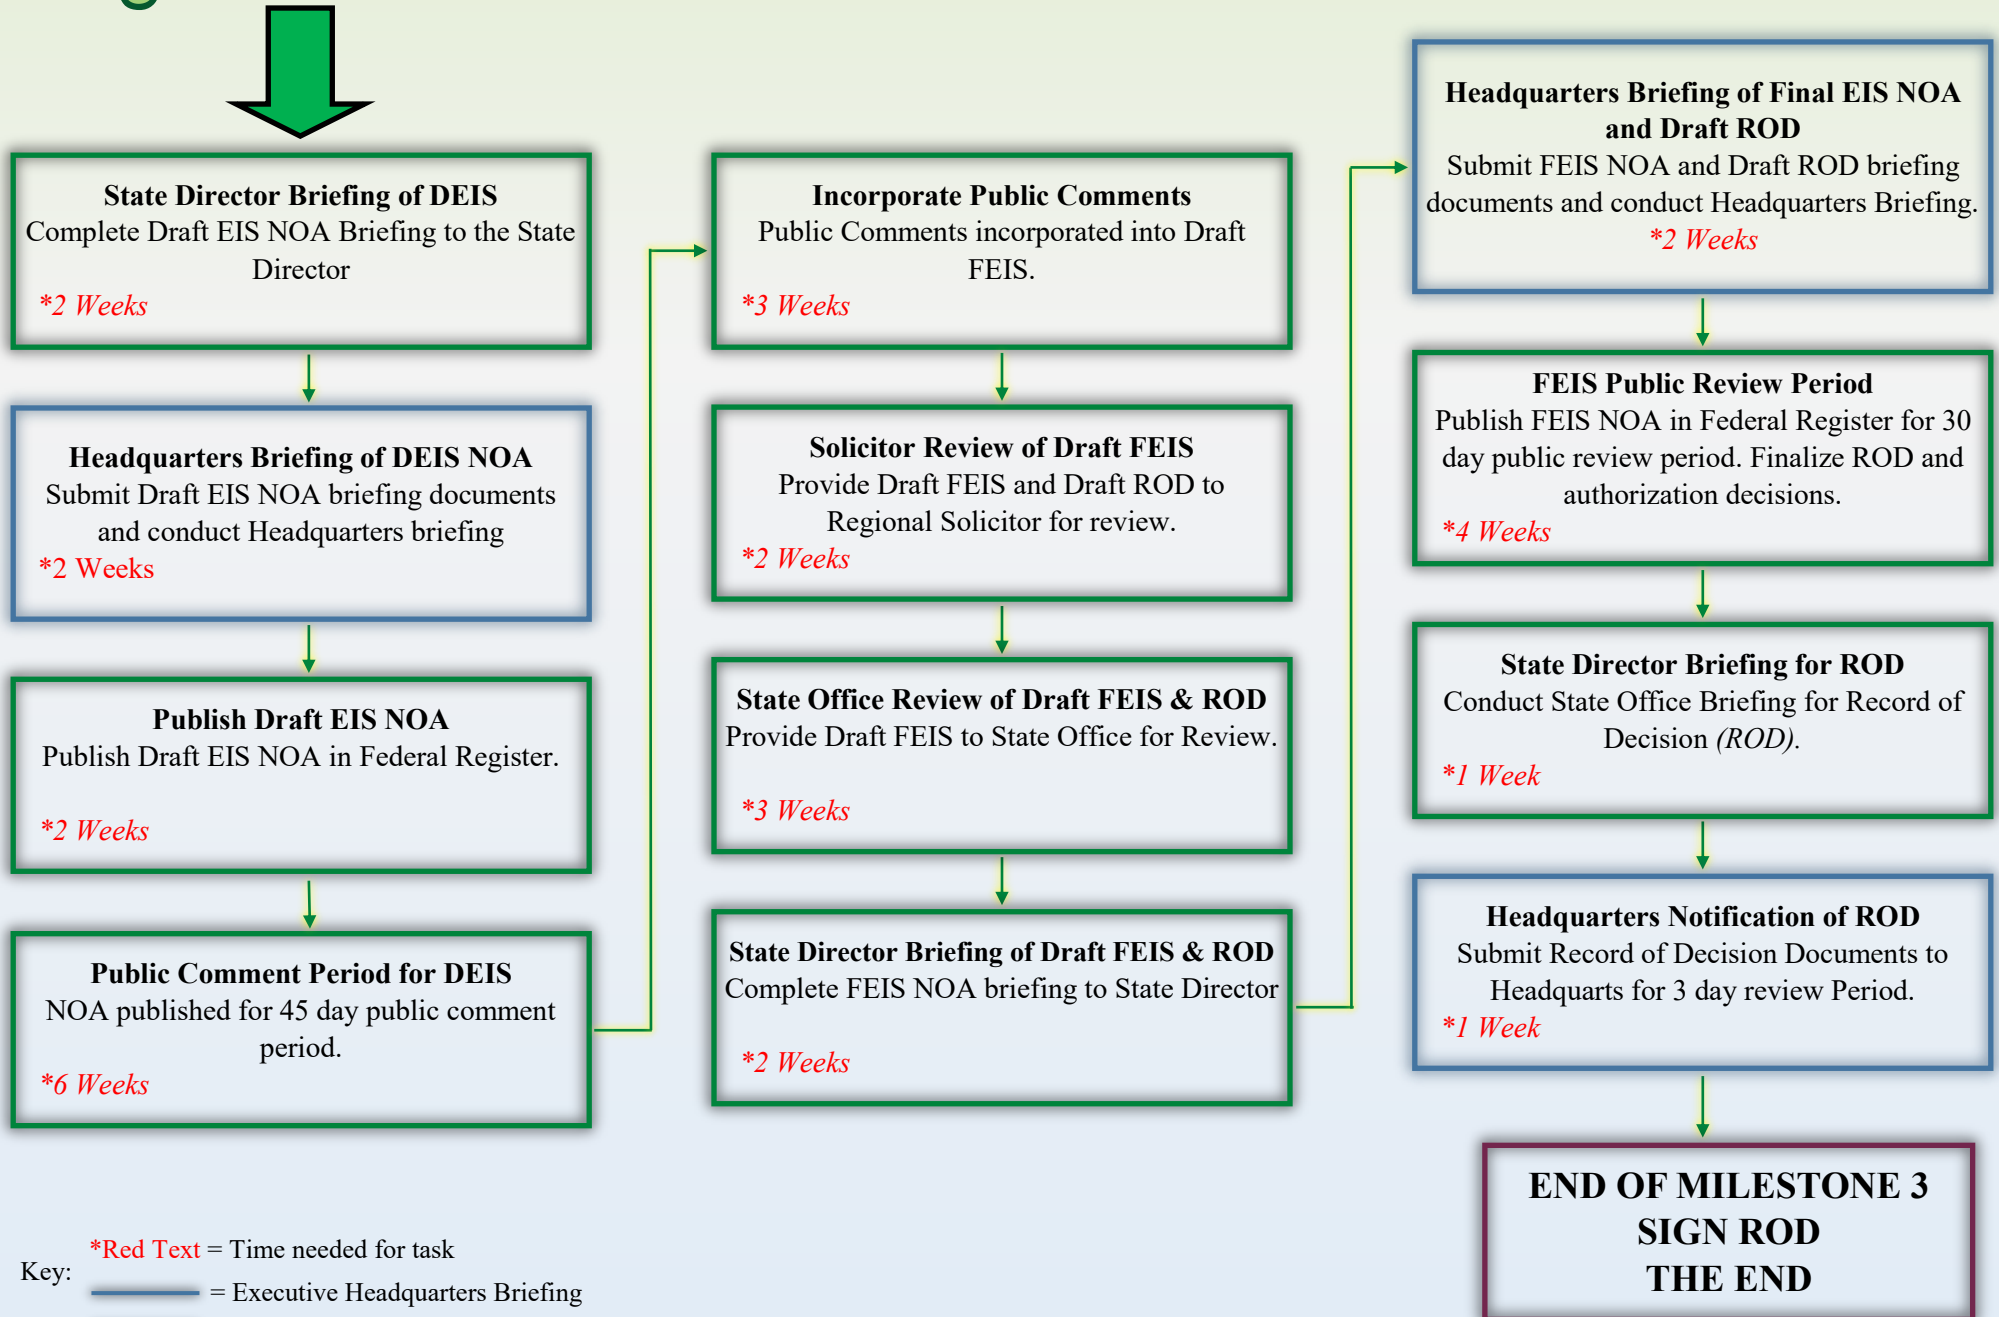 State Director Briefing of DEIS
Complete Draft EIS NOA Briefing to the State
Director
*2 Weeks
Headquarters Briefing of DEIS NOA
Submit Draft EIS NOA briefing documents
and conduct Headquarters briefing
*2 Weeks
Publish Draft EIS NOA
Publish Draft EIS NOA in Federal Register.
*2 Weeks
Public Comment Period for DEIS
NOA published for 45 day public comment
period.
*6 Weeks
Incorporate Public Comments
Public Comments incorporated into Draft
FEIS.
*3 Weeks
Solicitor Review of Draft FEIS
Provide Draft FEIS and Draft ROD to
Regional Solicitor for review.
*2 Weeks
State Office Review of Draft FEIS & ROD
Provide Draft FEIS to State Office for Review.
*3 Weeks
State Director Briefing of Draft FEIS & ROD
Complete FEIS NOA briefing to State Director
*2 Weeks
Headquarters Briefing of Final EIS NOA
and Draft ROD
Submit FEIS NOA and Draft ROD briefing
documents and conduct Headquarters Briefing.
*2 Weeks
FEIS Public Review Period
Publish FEIS NOA in Federal Register for 30
day public review period. Finalize ROD and
authorization decisions.
*4 Weeks
State Director Briefing for ROD
Conduct State Office Briefing for Record of
Decision (ROD).
*1 Week
Headquarters Notification of ROD
Submit Record of Decision Documents to
Headquarts for 3 day review Period.
*1 Week
END OF MILESTONE 3
SIGN ROD
THE END
Key:
*Red Text = Time needed for task
= Executive Headquarters Briefing